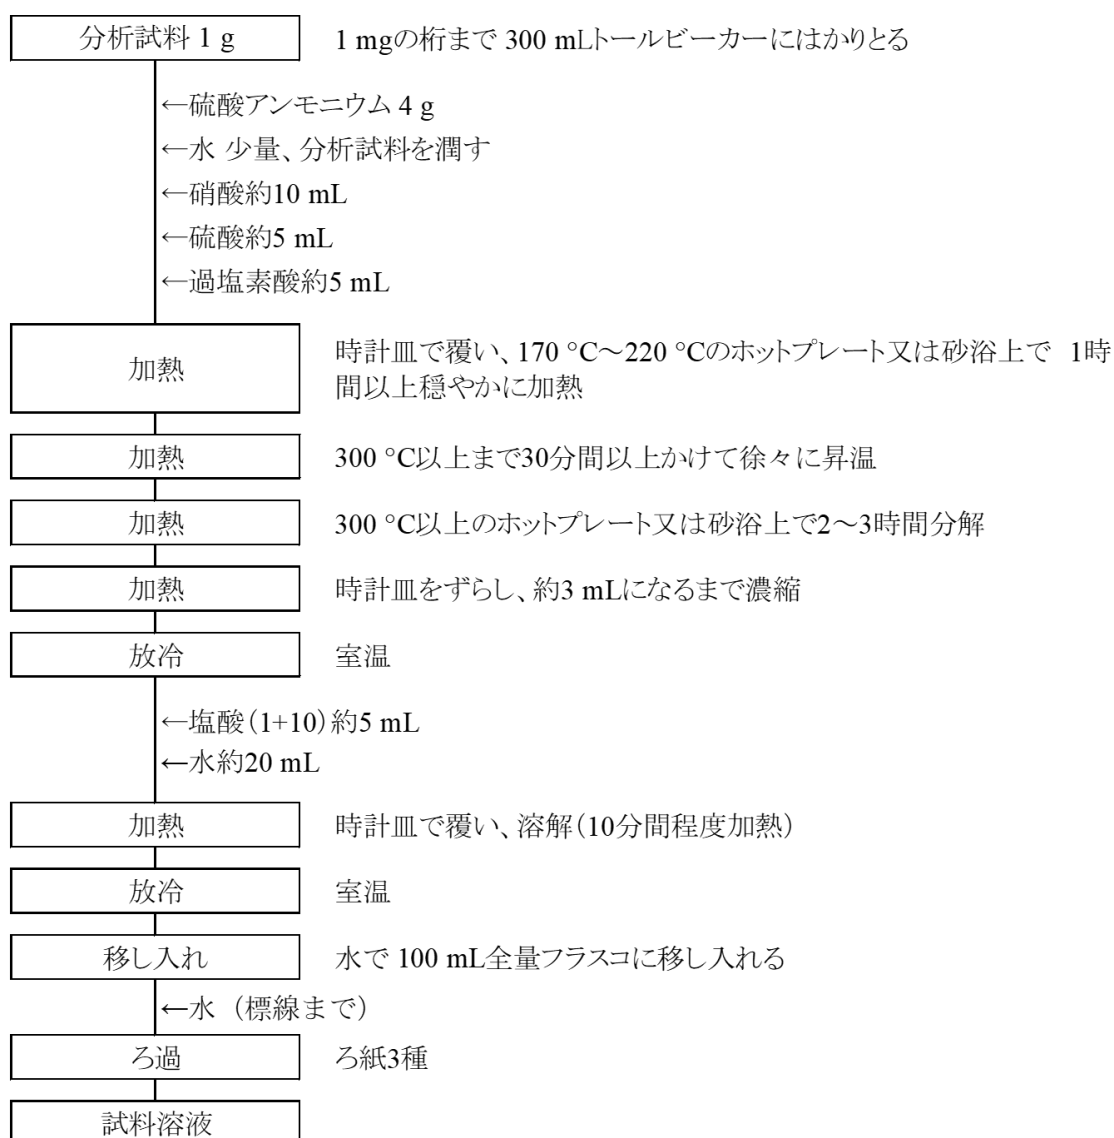 分析試料 1 g
1 mgの桁まで 300 mLトールビーカーにはかりとる
←硫酸アンモニウム 4 g
←水 少量、分析試料を潤す
←硝酸約10 mL
←硫酸約5 mL
←過塩素酸約5 mL
加熱
時計皿で覆い、170 °C～220 °Cのホットプレート又は砂浴上で 1時
間以上穏やかに加熱
加熱
300 °C以上まで30分間以上かけて徐々に昇温
加熱
300 °C以上のホットプレート又は砂浴上で2～3時間分解
加熱
時計皿をずらし、約3 mLになるまで濃縮
放冷
室温
←塩酸（1+10）約5 mL
←水約20 mL
加熱
時計皿で覆い、溶解（10分間程度加熱）
放冷
室温
移し入れ
水で 100 mL全量フラスコに移し入れる
←水（標線まで）
ろ過
ろ紙3種
試料溶液